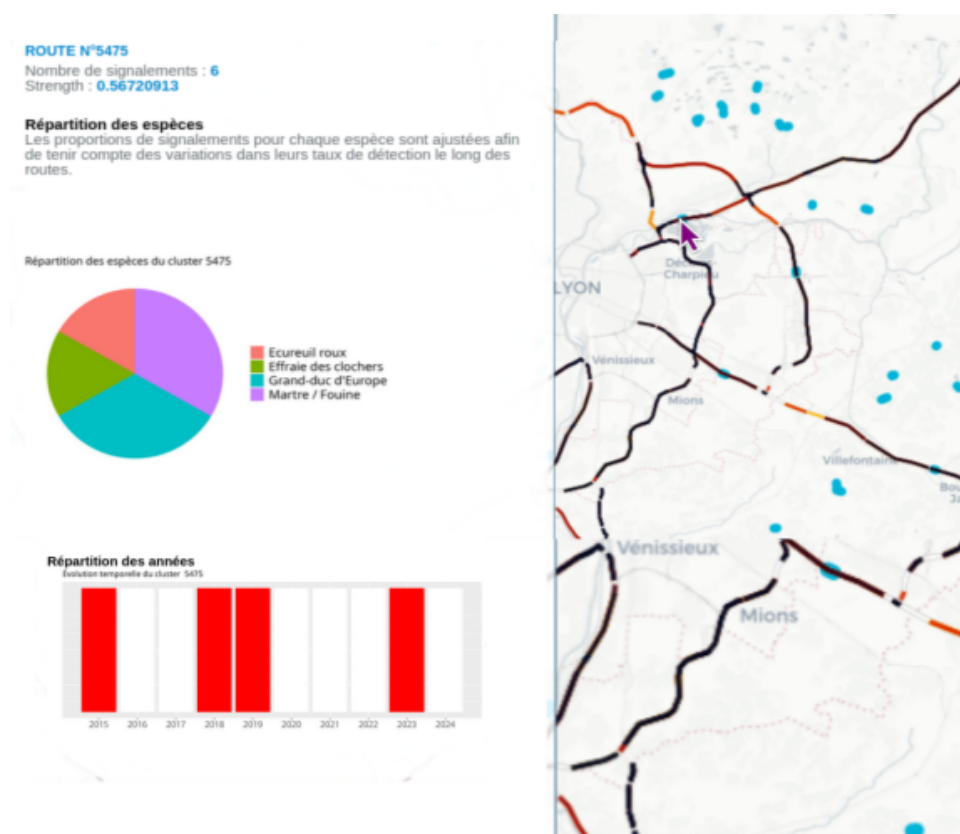 ROUTE N°5475
Nombre de signalements : 6
Strength : 0.56720913
Répartition des espèces
Les proportions de signalements pour chaque espèce sont ajustées afin
de tenir compte des variations dans leurs taux de détection le long des
routes.
Répartition des espèces du cluster 5475
Ecureuil roux
Effraie des clochers
Grand-duc d'Europe
Martre / Fouine
Répartition des années
Évolution temporelle du cluster 5475
2015 2016 2017 2018 2019 2020 2021 2022 2023 2024
Charpieu
LYON
Vénissieux
Mions
Villefontaine
Vénissieux
Mions